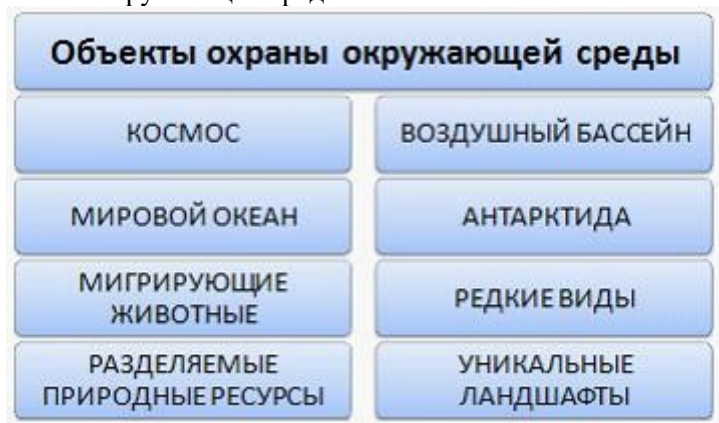 Объекты охраны окружающей среды
КОСМОС
ВОЗДУШНЫЙ БАССЕЙН
МИРОВОЙ ОКЕАН
АНТАРКТИДА
МИГРИРУЮЩИЕ
ЖИВОТНЫЕ
РЕДКИЕ ВИДЫ
РАЗДЕЛЯЕМЫЕ
ПРИРОДНЫЕ РЕСУРСЫ
УНИКАЛЬНЫЕ
ЛАНДШАФТЫ